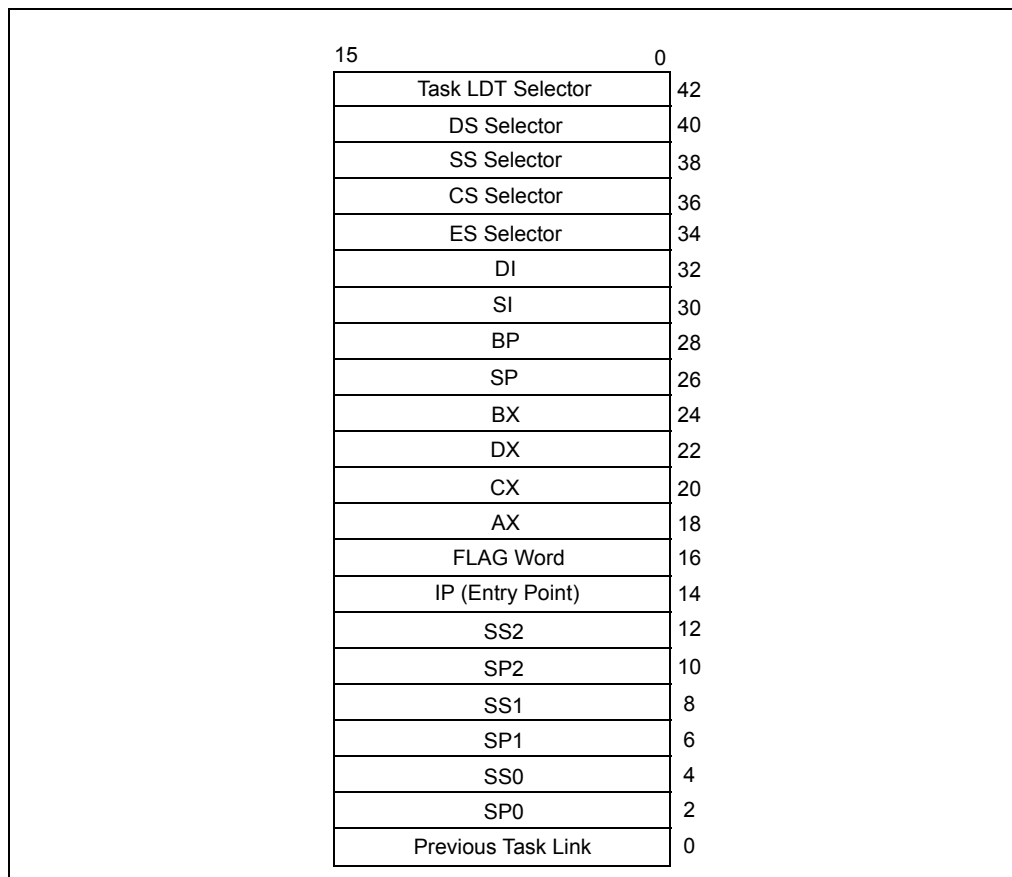 15 0
Task LDT Selector 42
DS Selector 40
SS Selector 38
CS Selector 36
ES Selector 34
DI 32
SI 30
BP 28
SP 26
BX 24
DX 22
CX 20
AX 18
FLAG Word 16
IP (Entry Point) 14
SS2 12
SP2 10
SS1 8
SP1 6
SS0 4
SP0 2
Previous Task Link 0